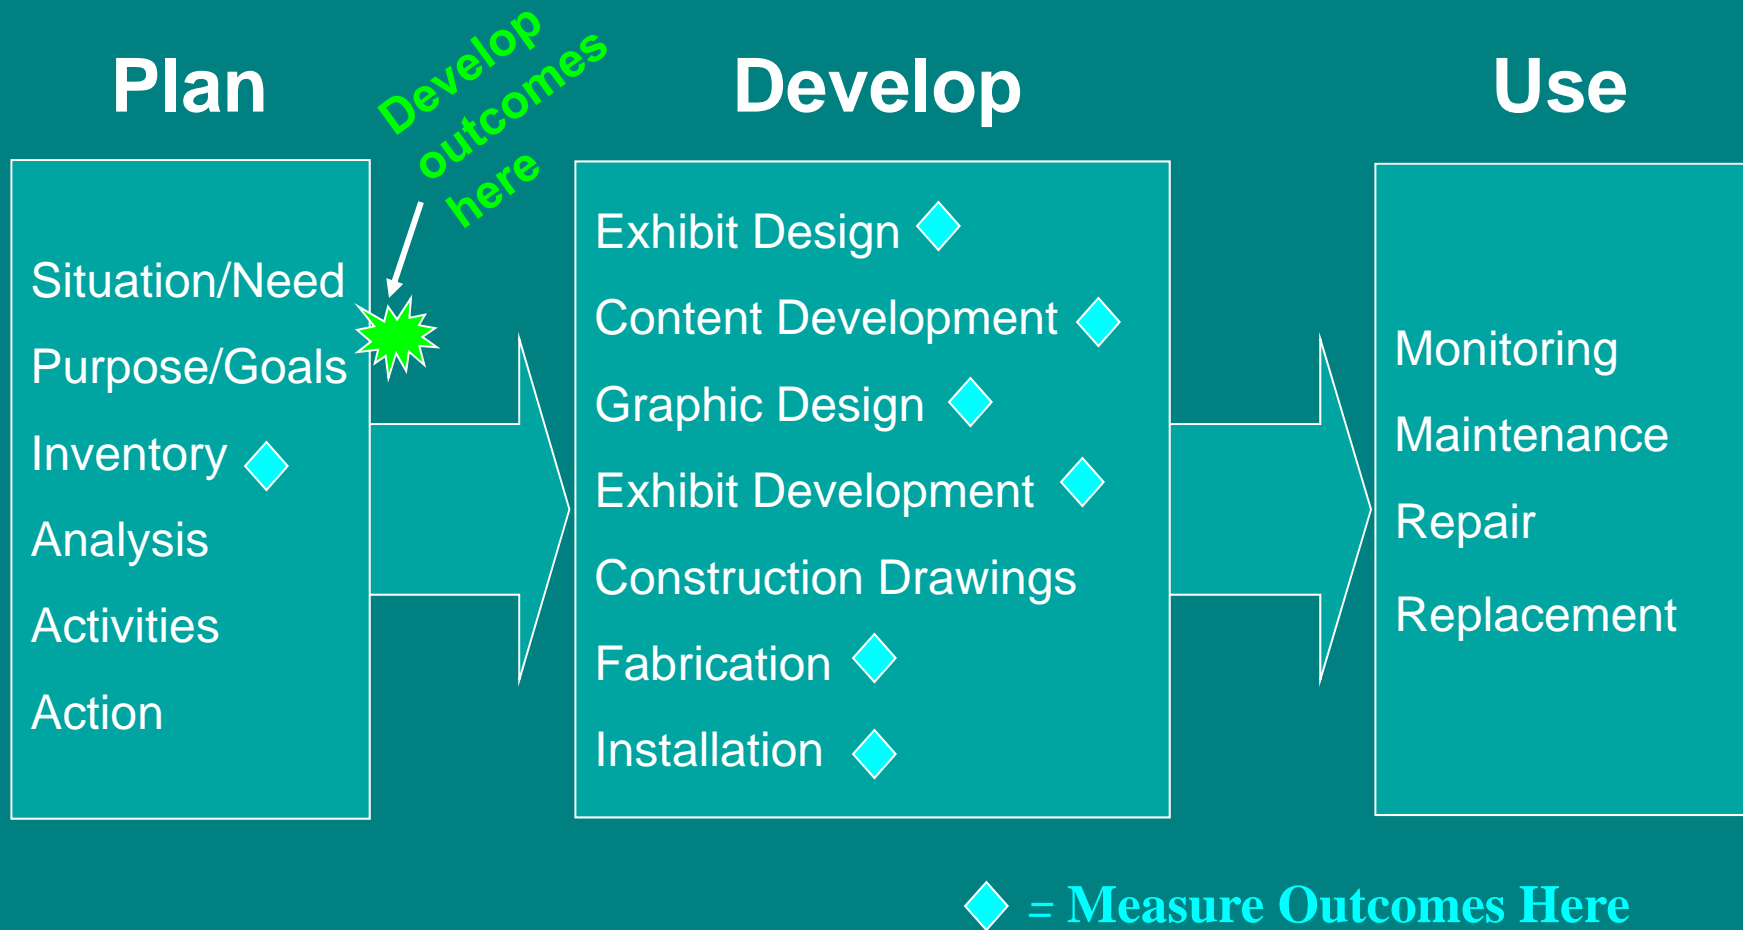 Plan
Develop
outcomes
here
Develop
Use
Situation/Need
Purpose/Goals
Inventory
Analysis
Activities
Action
Exhibit Design
Content Development
Graphic Design
Exhibit Development
Construction Drawings
Fabrication
Installation
Monitoring
Maintenance
Repair
Replacement
= Measure Outcomes Here